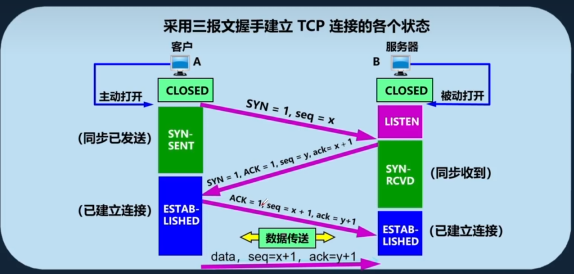 采用三报文握手建立 TCP 连接的各个状态
客户
服务器
A
B
主动打开
CLOSED
CLOSED
被动打开
SYN = 1, seq = x
LISTEN
(同步已发送)
SYN-
SENT
SYN = 1, ACK = 1, seq = y, ack= x + 1
SYN-
RCVD
(同步收到)
ACK = 1, seq = x + 1, ack = y+1
(已建立连接)
ESTAB-
LISHED
数据传送
ESTAB-
LISHED
(已建立连接)
data, seq=x+1, ack=y+1